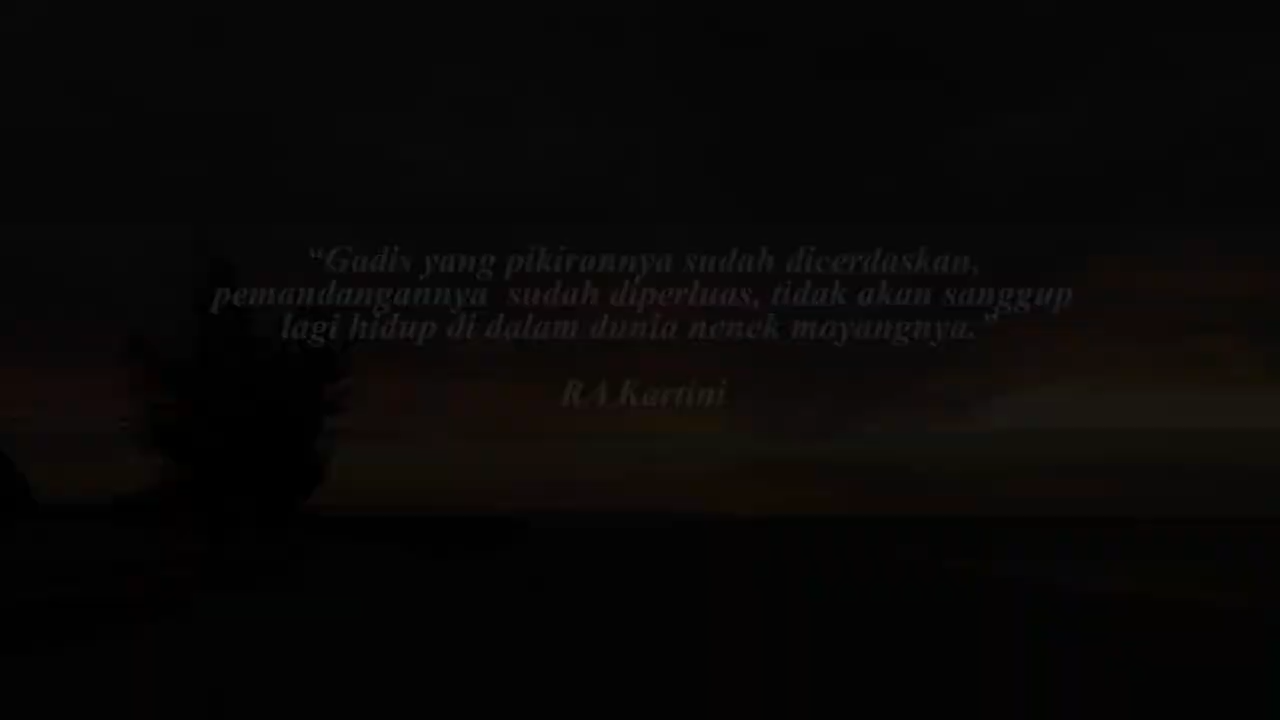 “Gadis yang pikirannya sudah dicerdaskan,
pemandangannya sudah diperluas, tidak akan sanggup
lagi hidup di dalam dunia nenek moyangnya.”
RA Kartini